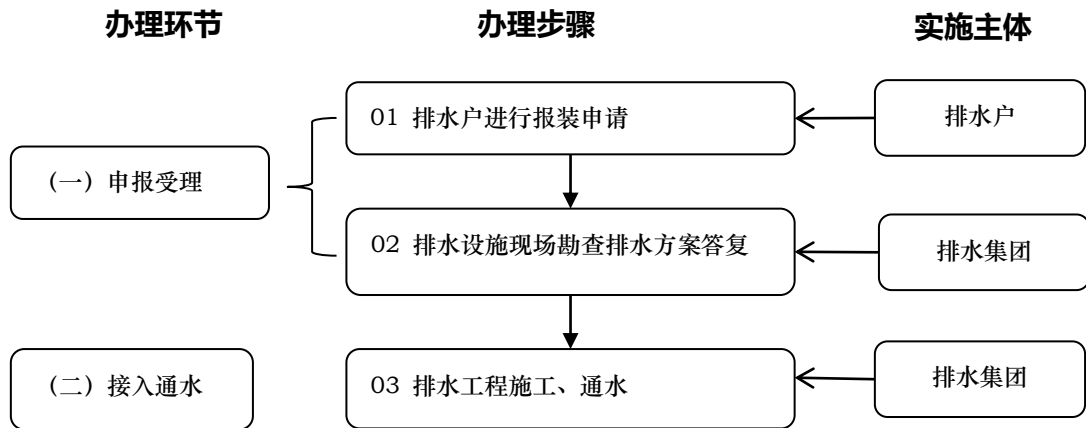 办理环节
办理步骤
实施主体
01 排水户进行报装申请
排水户
（一）申报受理
02 排水设施现场勘查排水方案答复
排水集团
（二）接入通水
03 排水工程施工、通水
排水集团